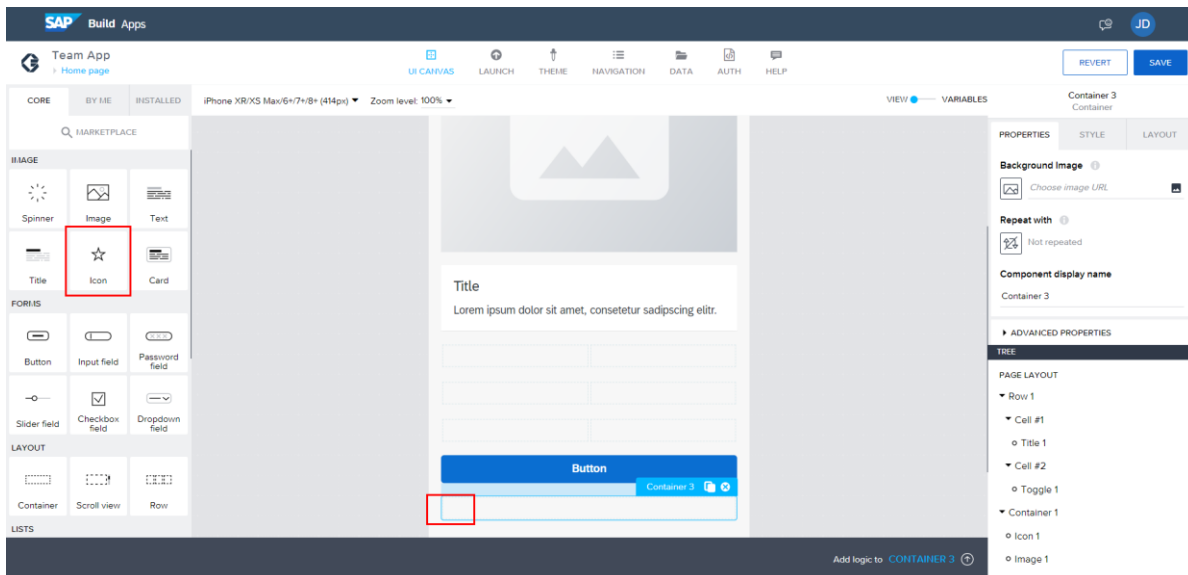 SAP Build Apps
JD
Team App
Home page
UI CANVAS
LAUNCH
THEME
NAVIGATION
DATA
AUTH
HELP
REVERT
SAVE
CORE
BY ME
INSTALLED
iPhone XR/XS Max/6+/7+/8+ (414px)
Zoom level: 100%
VIEW
VARIABLES
Container 3
Container
MARKETPLACE
PROPERTIES
STYLE
LAYOUT
IMAGE
Spinner
Image
Text
Title
Icon
Card
FORMS
Button
Input field
Password
field
Slider field
Checkbox
field
Dropdown
field
LAYOUT
Container
Scroll view
Row
LISTS
Title
Lorem ipsum dolor sit amet, consetetur sadipscing elitr.
Button
Container 3
Background Image
Choose image URL
Repeat with
Not repeated
Component display name
Container 3
ADVANCED PROPERTIES
TREE
PAGE LAYOUT
Row 1
Cell #1
Title 1
Cell #2
Toggle 1
Container 1
Icon 1
Image 1
Add logic to CONTAINER 3